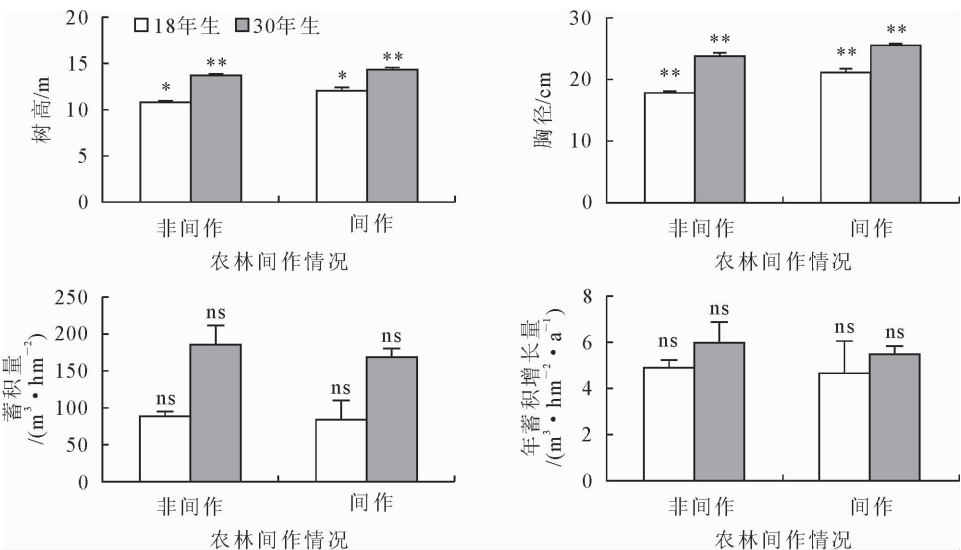 18年生 30年生
树高/m
20
15
10
5
0
* ** * **
非间作 间作
农林间作情况
胸径/cm
30
20
10
0
** ** ** **
非间作 间作
农林间作情况
蓄积量
/(m³·hm⁻²)
250
200
150
100
50
0
ns ns ns ns
非间作 间作
农林间作情况
年蓄积增长量
/(m³·hm⁻²·a⁻¹)
8
6
4
2
0
ns ns ns ns
非间作 间作
农林间作情况